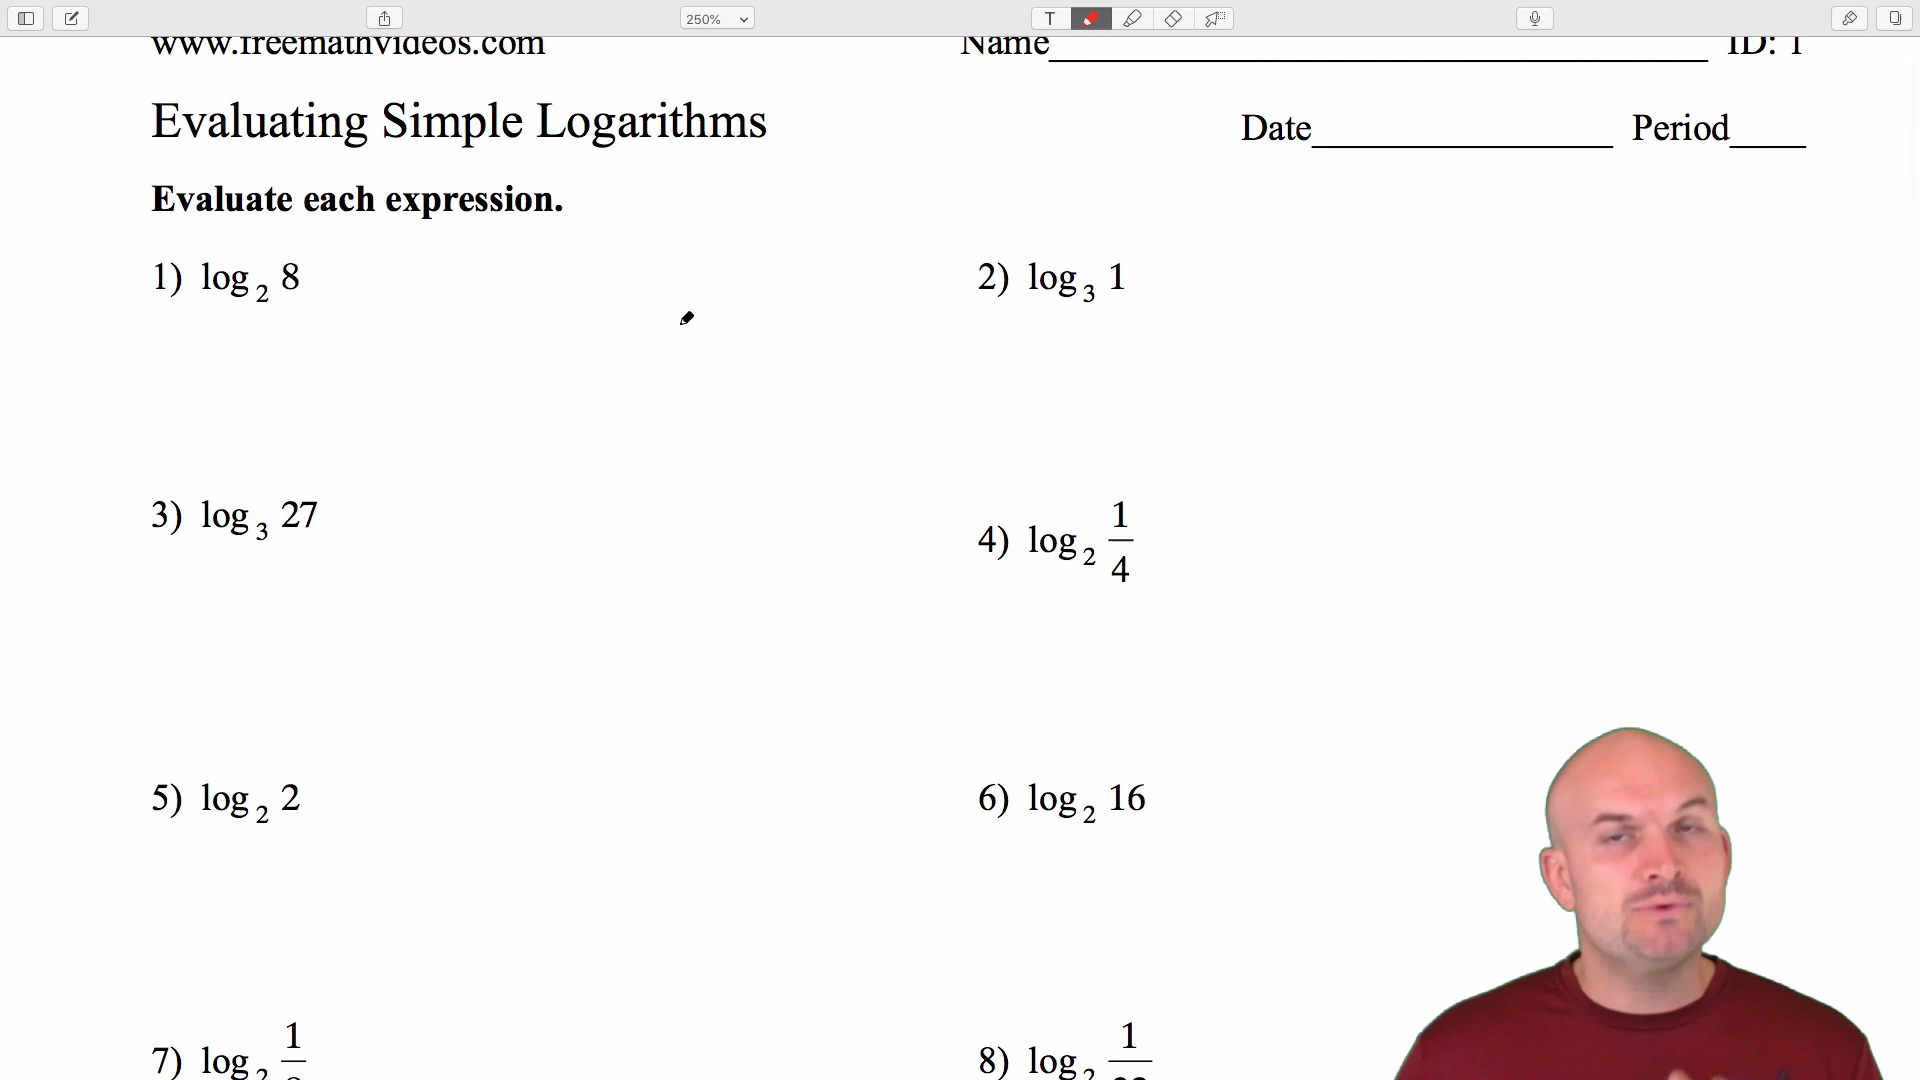 250%
T
www.freemathvideos.com Name ID: 1
Evaluating Simple Logarithms Date Period
Evaluate each expression.
1) log 2 8
2) log 3 1
3) log 3 27
4) log 2 1/4
5) log 2 2
6) log 2 16
7) log 1
8) log 1